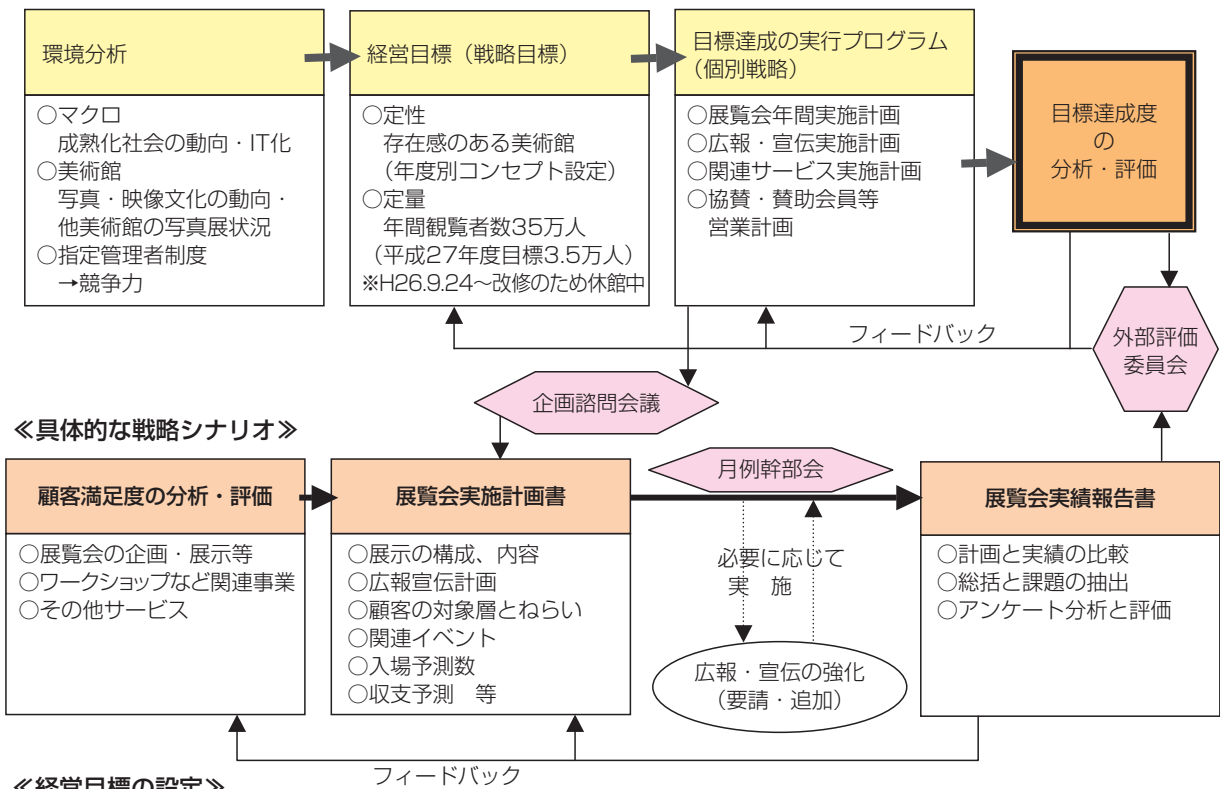 環境分析
○マクロ
成熟化社会の動向・IT化
○美術館
写真・映像文化の動向・
他美術館の写真展状況
○指定管理者制度
→競争力
経営目標（戦略目標）
○定性
存在感のある美術館
（年度別コンセプト設定）
○定量
年間観覧者数35万人
（平成27年度目標3.5万人）
※H26.9.24～改修のため休館中
目標達成の実行プログラム
（個別戦略）
○展覧会年間実施計画
○広報・宣伝実施計画
○関連サービス実施計画
○協賛・賛助会員等
営業計画
目標達成度
の
分析・評価
フィードバック
外部評価
委員会
企画諮問会議
≪具体的な戦略シナリオ≫
顧客満足度の分析・評価
○展覧会の企画・展示等
○ワークショップなど関連事業
○その他サービス
展覧会実施計画書
○展示の構成、内容
○広報宣伝計画
○顧客の対象層とねらい
○関連イベント
○入場予測数
○収支予測　等
月例幹部会
必要に応じて
実　施
広報・宣伝の強化
（要請・追加）
展覧会実績報告書
○計画と実績の比較
○総括と課題の抽出
○アンケート分析と評価
フィードバック
≪経営目標の設定≫